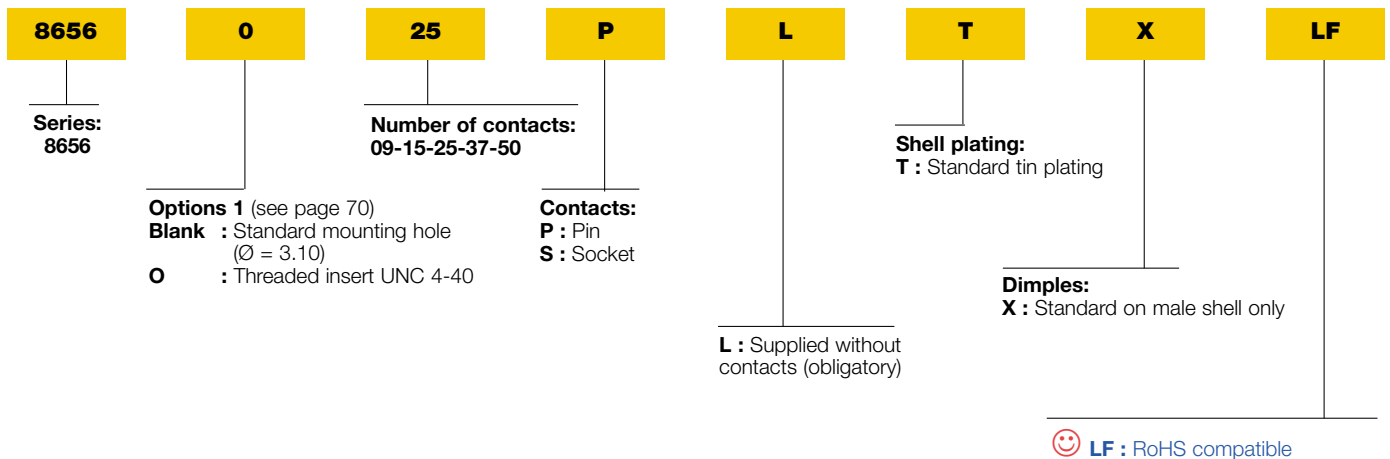 8656 0 25 P L T X LF
Series:
8656
Number of contacts:
09-15-25-37-50
Shell plating:
T : Standard tin plating
Options 1 (see page 70)
Blank : Standard mounting hole
(Ø = 3.10)
O : Threaded insert UNC 4-40
Contacts:
P : Pin
S : Socket
Dimples:
X : Standard on male shell only
L : Supplied without
contacts (obligatory)
LF : RoHS compatible